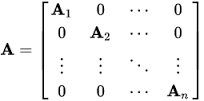 A = [ A₁ 0 ⋯ 0
0 A₂ ⋯ 0
⋮ ⋮ ⋱ ⋮
0 0 ⋯ Aₙ ]